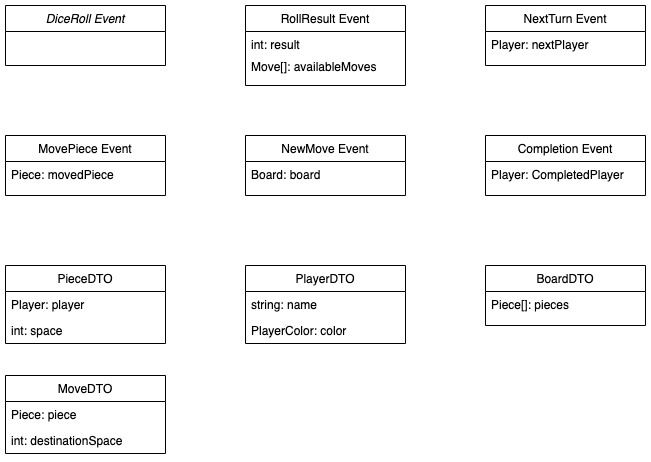 DiceRoll Event
RollResult Event
int: result
Move[]: availableMoves
NextTurn Event
Player: nextPlayer
MovePiece Event
Piece: movedPiece
NewMove Event
Board: board
Completion Event
Player: CompletedPlayer
PieceDTO
Player: player
int: space
PlayerDTO
string: name
PlayerColor: color
BoardDTO
Piece[]: pieces
MoveDTO
Piece: piece
int: destinationSpace